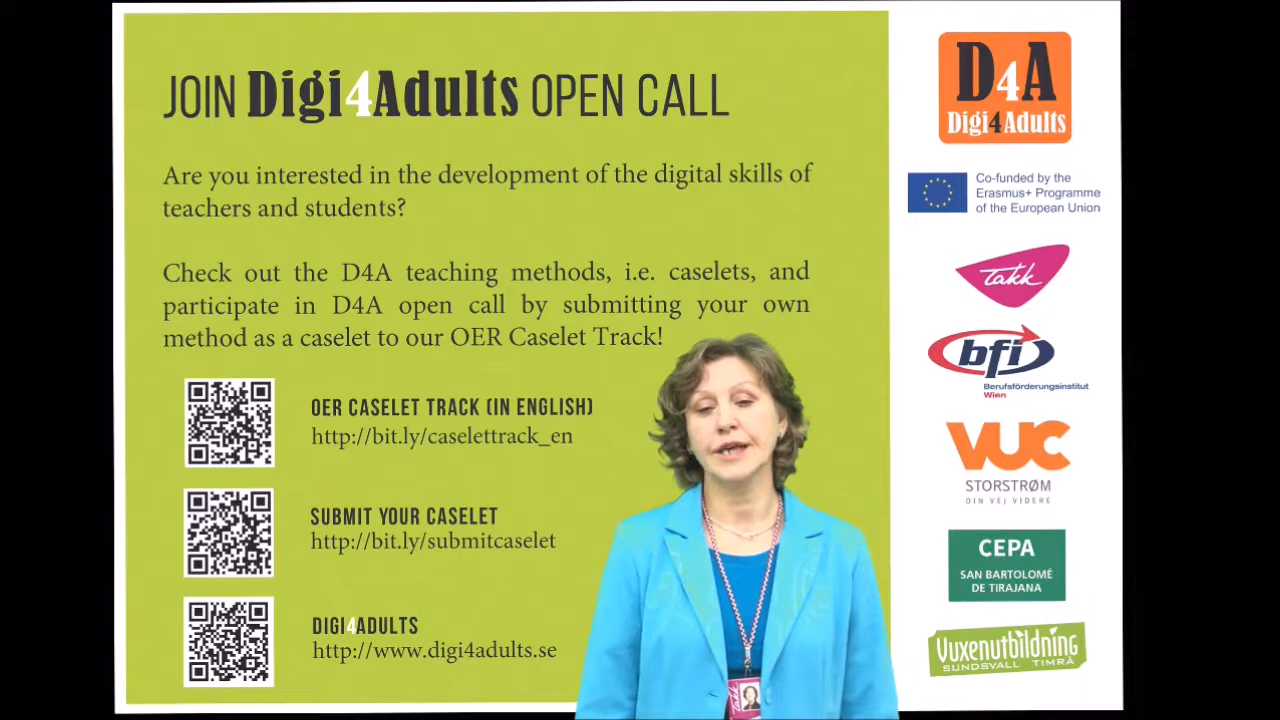 JOIN Digi4Adults OPEN CALL
Are you interested in the development of the digital skills of
teachers and students?
Check out the D4A teaching methods, i.e. caselets, and
participate in D4A open call by submitting your own
method as a caselet to our OER Caselet Track!
OER CASELET TRACK (IN ENGLISH)
http://bit.ly/caselettrack_en
SUBMIT YOUR CASELET
http://bit.ly/submitcaselet
DIGI4ADULTS
http://www.digi4adults.se
D4A
Digi4Adults
Co-funded by the
Erasmus+ Programme
of the European Union
takk
bfi
Berufsförderungsinstitut
Wien
VUC
STORSTRØM
DIN VEJ VIDERE
CEPA
SAN BARTOLOMÉ
DE TIRAJANA
Vuxenutbildning
SUNDSVALL TIMRÅ
takk